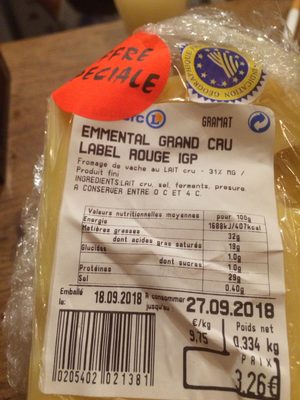 OFFRE
SPECIALE
GRAMAT
EMMENTAL GRAND CRU
LABEL ROUGE IGP
Fromage de vache au LAIT cru - 31% MG /
Produit fini
INGREDIENTS:LAIT cru, sel, ferments, presure
A CONSERVER ENTRE 0 C ET 4 C.
Valeurs nutritionnelles moyennes pour 100g
Energie 1688kJ/407kcal
Matières grasses 32g
dont acides gras saturés 19g
Glucides 1.0g
dont sucres 1.0g
Protéines 29g
Sel 0.40g
Emballé le: 18.09.2018 A consommer jusqu'au 27.09.2018
€/kg Poids net
9,75 0,334 kg
PRIX
3,26€
0205402 021381